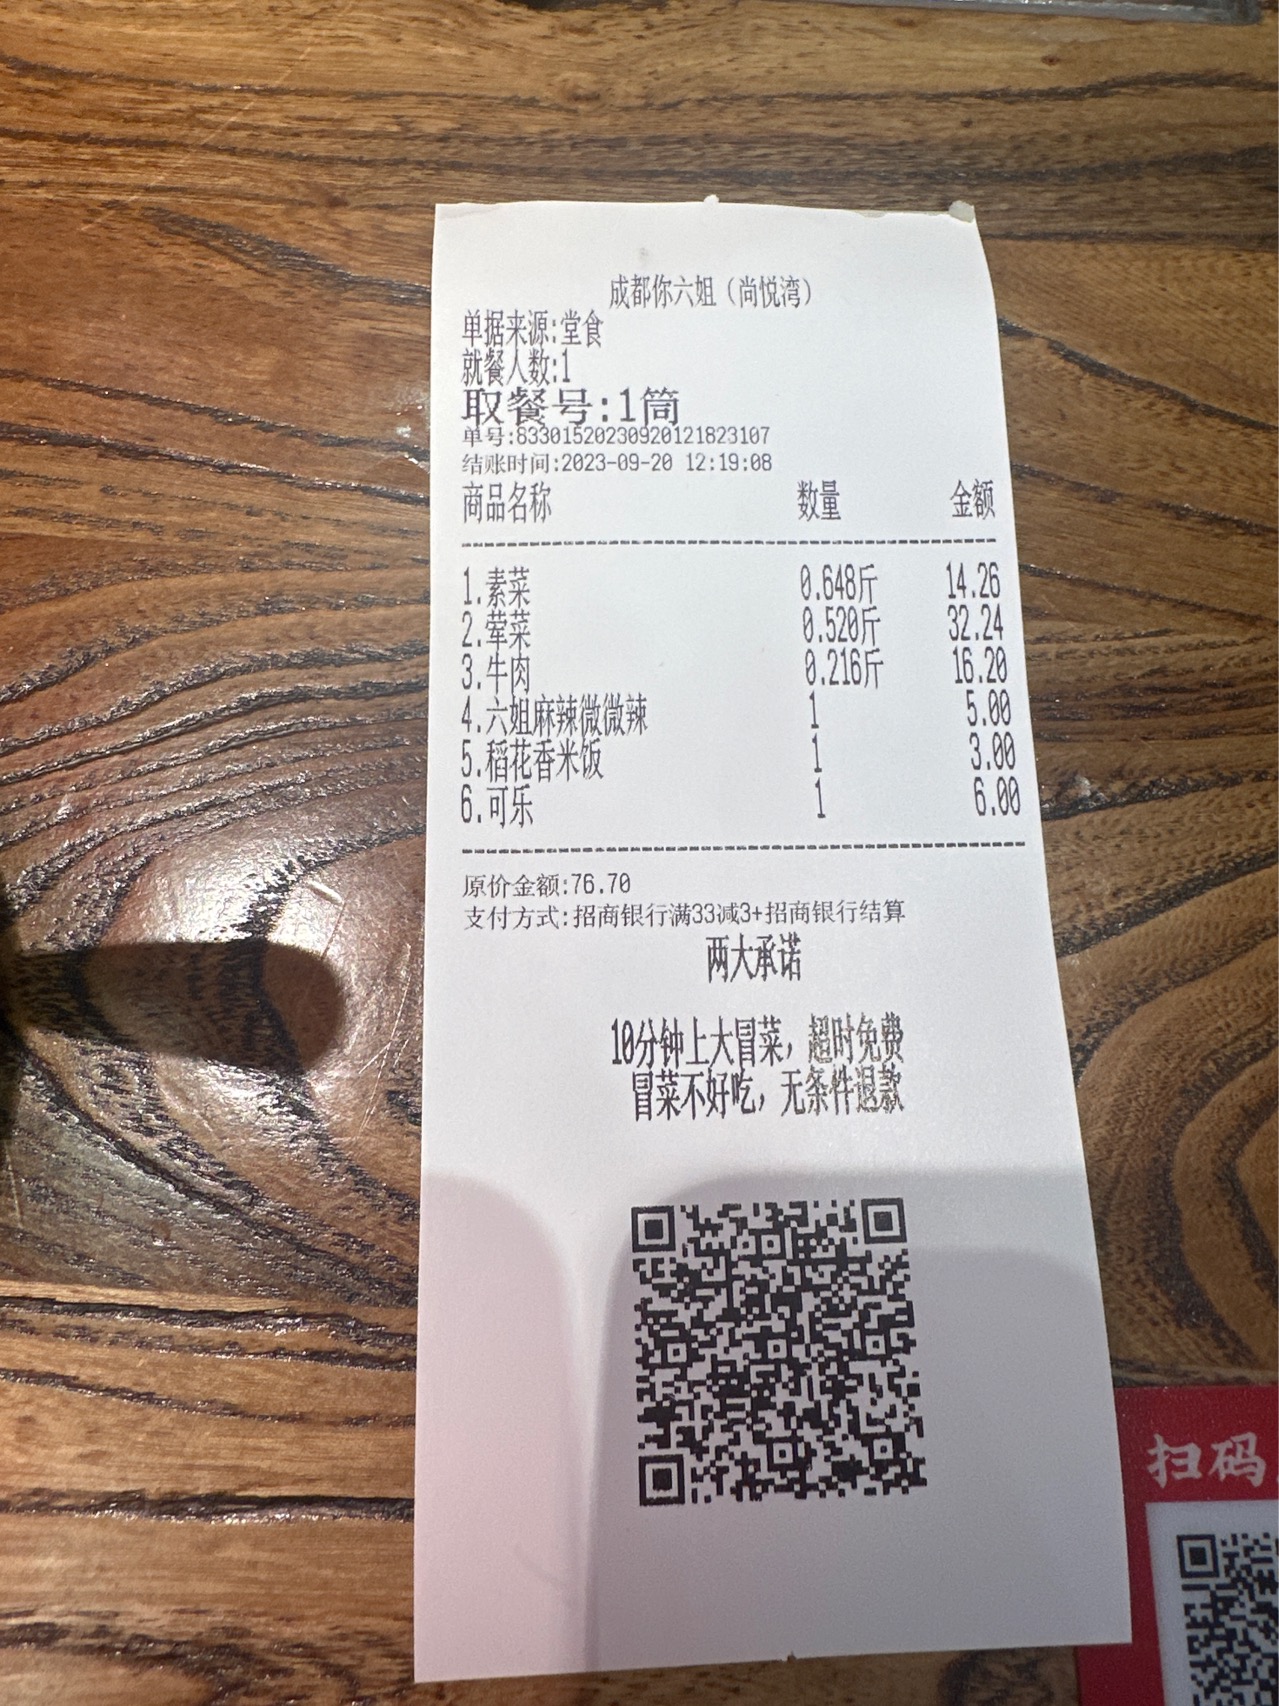 成都你六姐（尚悦湾）
单据来源:堂食
就餐人数:1
取餐号:1筒
单号:83301520230920121823107
结账时间:2023-09-20 12:19:08
商品名称 数量 金额
1.素菜 0.648斤 14.26
2.荤菜 0.520斤 32.24
3.牛肉 0.216斤 16.20
4.六姐麻辣微微辣 1 5.00
5.稻花香米饭 1 3.00
6.可乐 1 6.00
原价金额:76.70
支付方式:招商银行满33减3+招商银行结算
两大承诺
10分钟上大冒菜，超时免费
冒菜不好吃，无条件退款
扫码